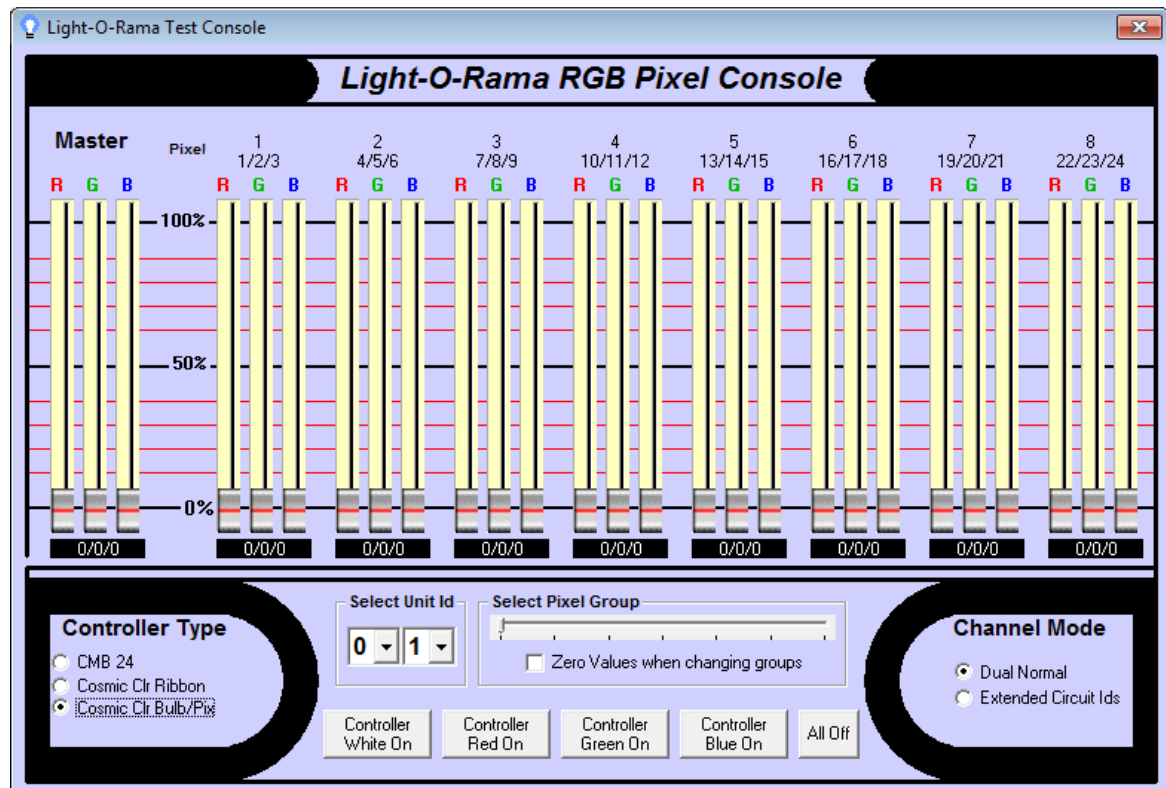 Light-O-Rama Test Console
Light-O-Rama RGB Pixel Console
Master Pixel 1 2 3 4 5 6 7 8
1/2/3 4/5/6 7/8/9 10/11/12 13/14/15 16/17/18 19/20/21 22/23/24
R G B R G B R G B R G B R G B R G B R G B R G B R G B
100%
50%
0%
0/0/0 0/0/0 0/0/0 0/0/0 0/0/0 0/0/0 0/0/0 0/0/0 0/0/0
Controller Type
CMB 24
Cosmic Clr Ribbon
Cosmic Clr Bulb/Pix
Select Unit Id
0 1
Select Pixel Group
Zero Values when changing groups
Controller
White On
Controller
Red On
Controller
Green On
Controller
Blue On
All Off
Channel Mode
Dual Normal
Extended Circuit Ids